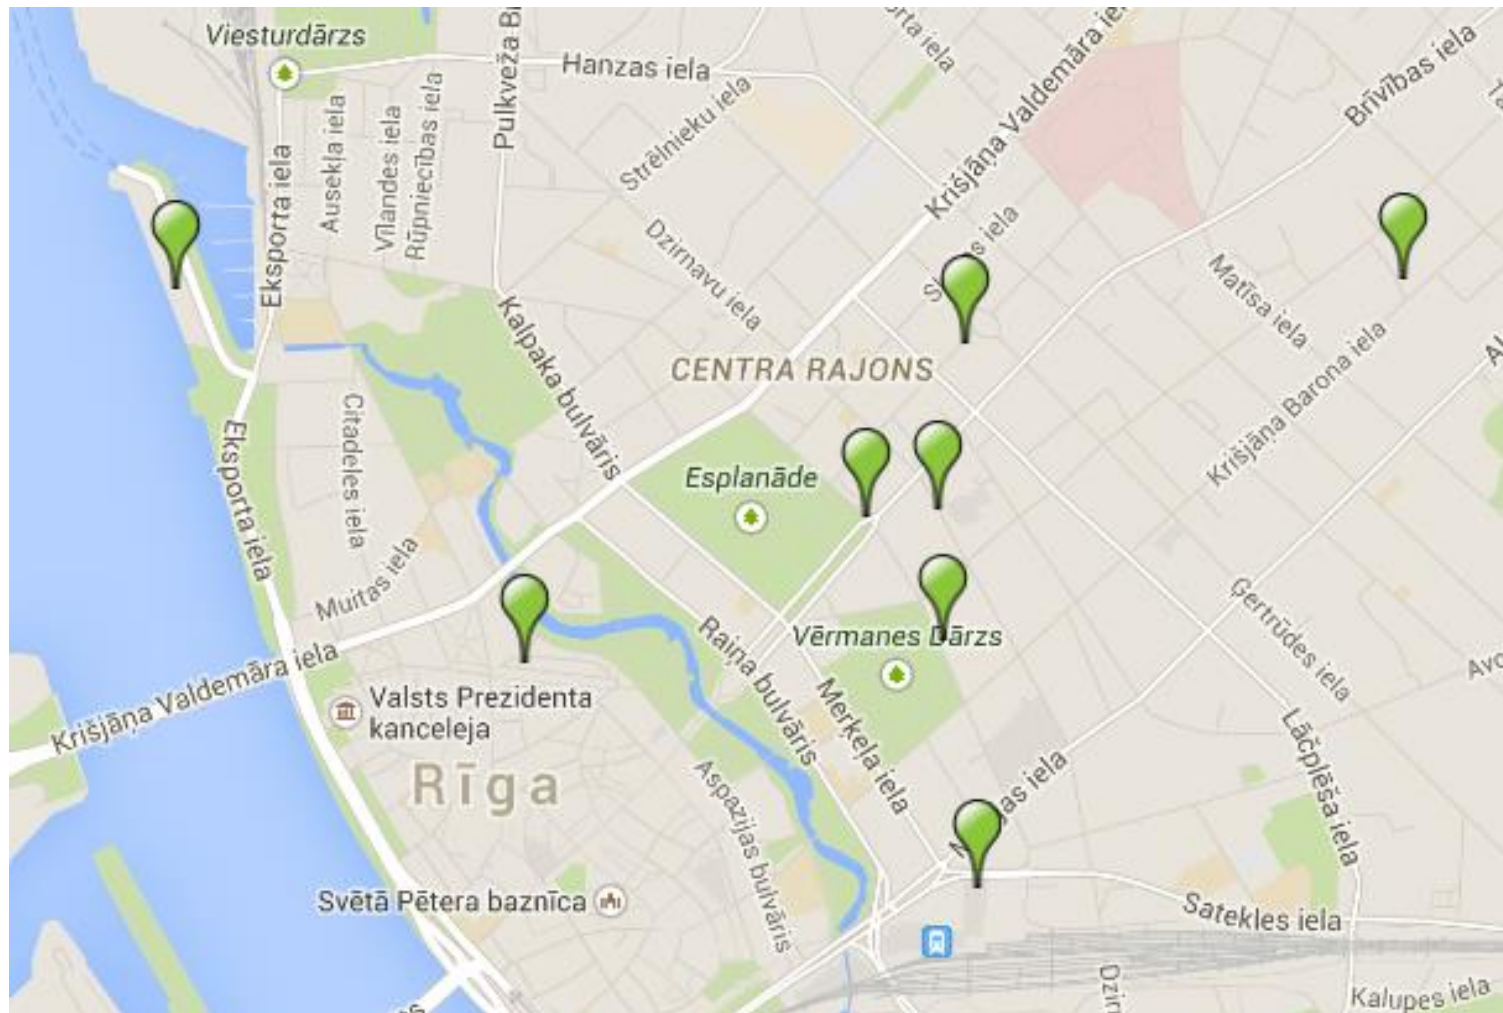 Viesturdārzs
Hanzas iela
Pulkveža B
Krišjāņa Valdemāra ie
Brīvības iela
Strēlnieku iela
Ausekļa iela
Vīlandes iela
Rūpniecības iela
Eksporta iela
Dzirnavu iela
Matīsa iela
Kalpaka bulvāris
CENTRA RAJONS
Krišjāņa Barona iela
Citadeles iela
Eksporta iela
Esplanāde
Muitas iela
Ģertrūdes iela
Vērmanes Dārzs
Raiņa bulvāris
Krišjāņa Valdemāra iela
Valsts Prezidenta
kanceleja
Merķeļa iela
Lāčplēša iela
Rīga
Aspazijas bulvāris
Svētā Pētera baznīca
Satekles iela
Dzirn
Kalupes iela